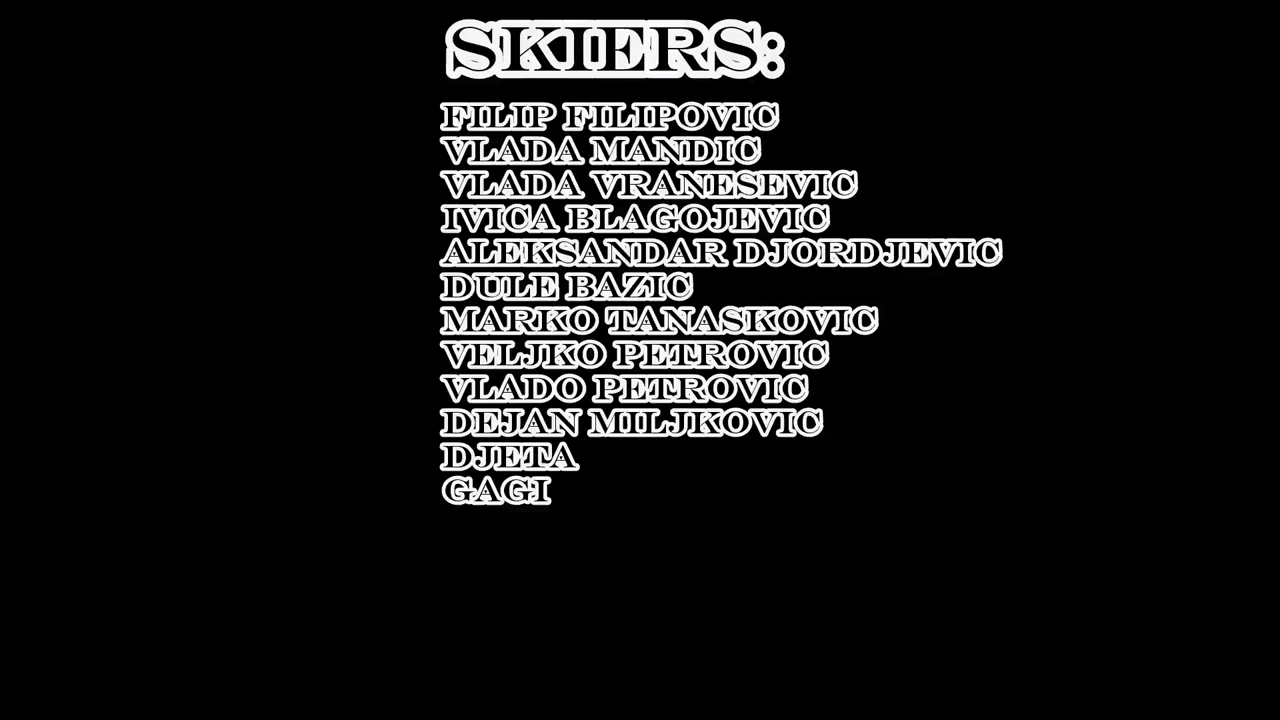 SKIERS:
FILIP FILIPOVIC
VLADA MANDIC
VLADA VRANESEVIC
IVICA BLAGOJEVIC
ALEKSANDAR DJORDJEVIC
DULE BAZIC
MARKO TANASKOVIC
VELJKO PETROVIC
VLADO PETROVIC
DEJAN MILJKOVIC
DJETA
GAGI